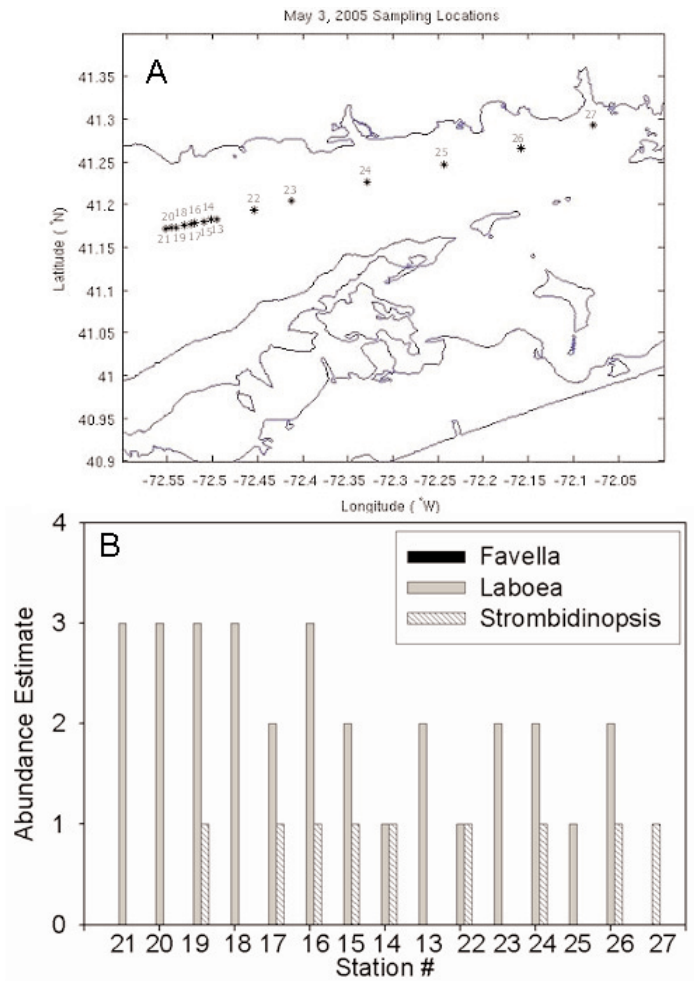 May 3, 2005 Sampling Locations
A
41.35
41.3
41.25
41.2
41.15
41.1
41.05
41
40.95
40.9
Latitude ( °N)
27
26
25
24
23
22
20 18 16 14
21 19 17 15 13
-72.55 -72.5 -72.45 -72.4 -72.35 -72.3 -72.25 -72.2 -72.15 -72.1 -72.05
Longitude ( °W)
B
Favella
Laboea
Strombidinopsis
4
3
2
1
0
Abundance Estimate
21 20 19 18 17 16 15 14 13 22 23 24 25 26 27
Station #